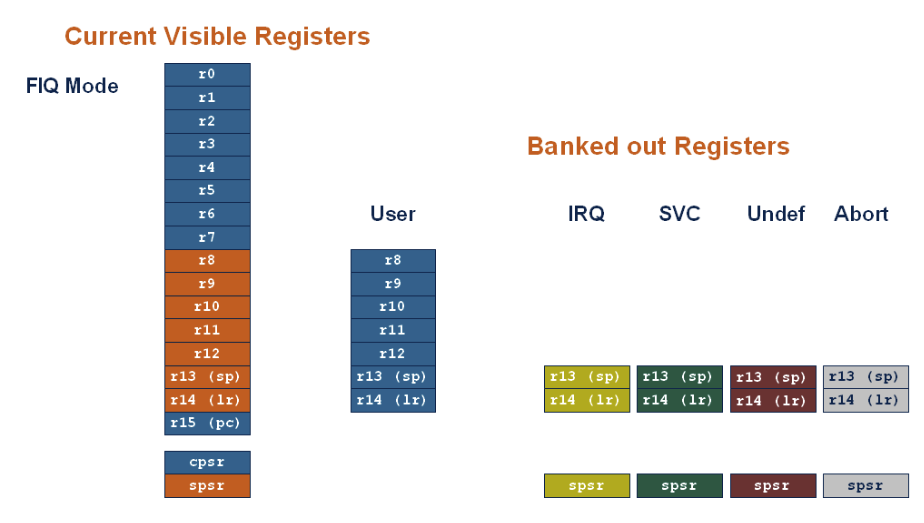 Current Visible Registers
FIQ Mode
r0
r1
r2
r3
r4
r5
r6
r7
r8
r9
r10
r11
r12
r13 (sp)
r14 (lr)
r15 (pc)
cpsr
spsr
User
r8
r9
r10
r11
r12
r13 (sp)
r14 (lr)
Banked out Registers
IRQ SVC Undef Abort
r13 (sp) r13 (sp) r13 (sp) r13 (sp)
r14 (lr) r14 (lr) r14 (lr) r14 (lr)
spsr spsr spsr spsr